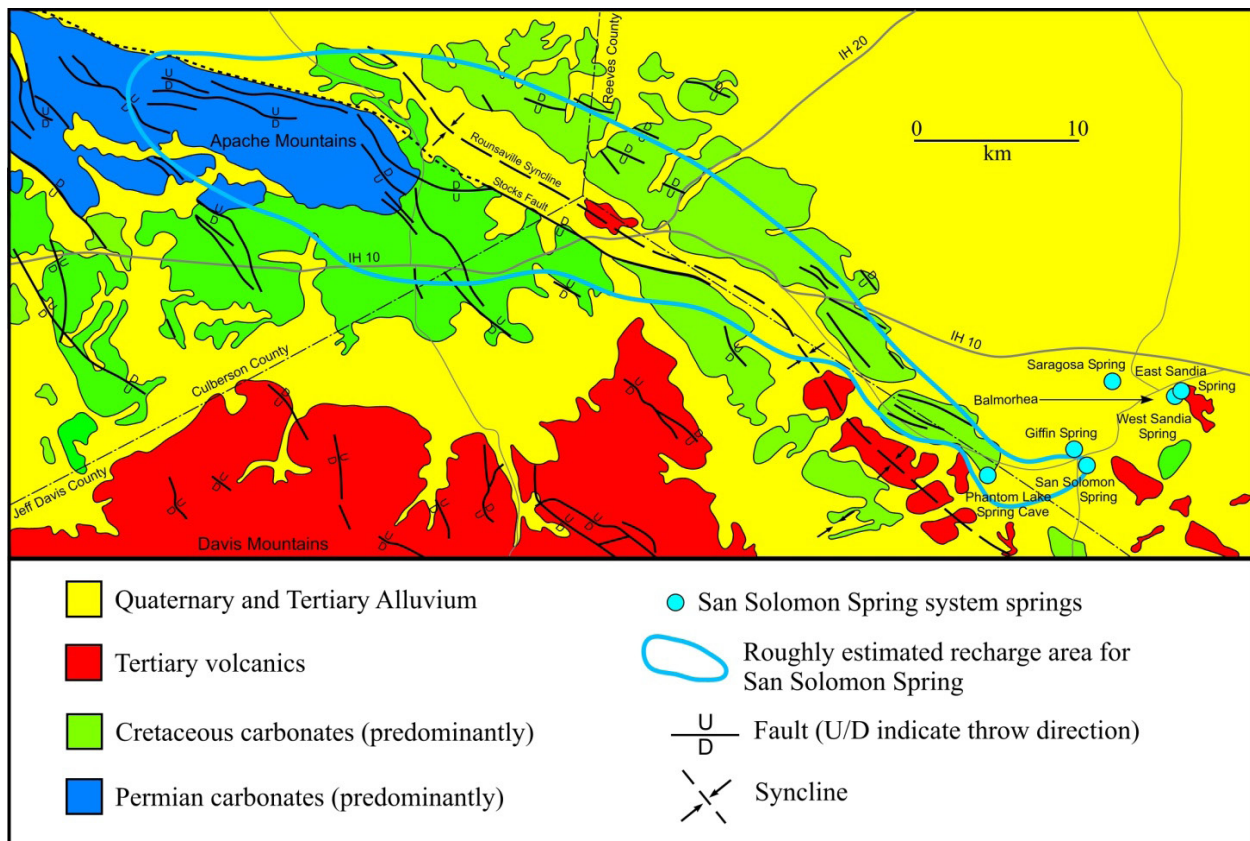 Reeves County
IH 20
0 10
km
Apache Mountains
Rounsaville Syncline
Stocks Fault
IH 10
IH 10
Culberson County
Jeff Davis County
Davis Mountains
Saragosa Spring
East Sandia
Spring
Balmorhea
West Sandia
Spring
Giffin Spring
San Solomon
Spring
Phantom Lake
Spring Cave
Quaternary and Tertiary Alluvium
Tertiary volcanics
Cretaceous carbonates (predominantly)
Permian carbonates (predominantly)
San Solomon Spring system springs
Roughly estimated recharge area for
San Solomon Spring
U
D
Fault (U/D indicate throw direction)
Syncline